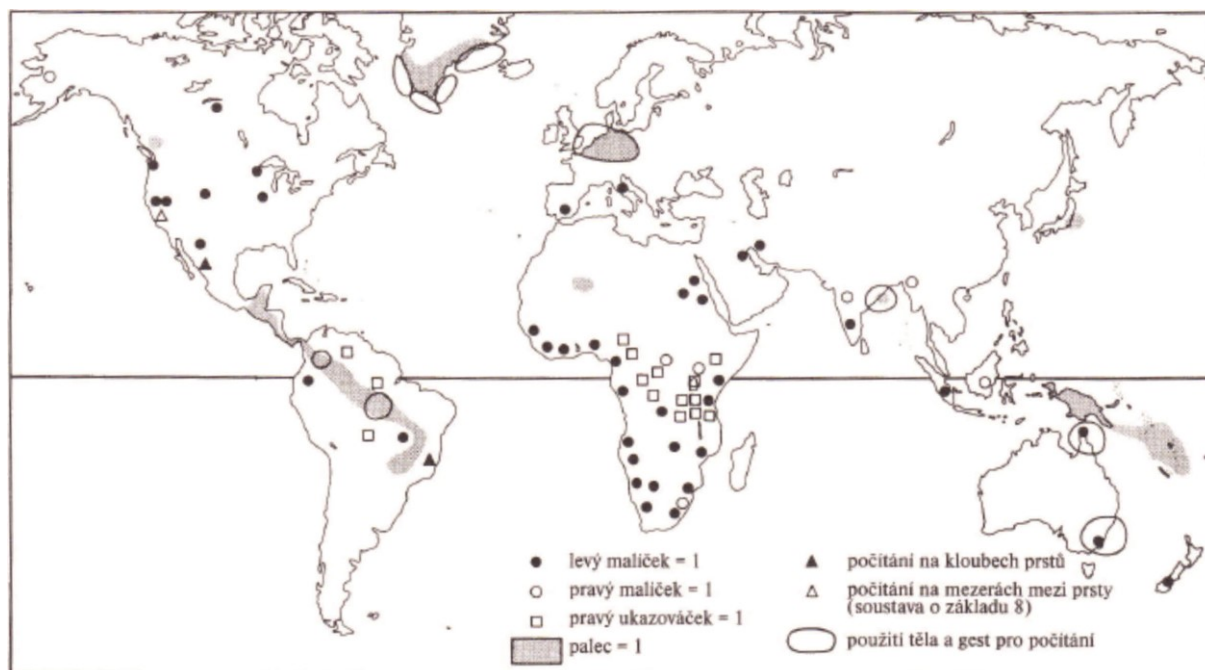 levý malíček = 1
pravý malíček = 1
pravý ukazováček = 1
palec = 1
počítání na kloubech prstů
počítání na mezerách mezi prsty
(soustava o základu 8)
použití těla a gest pro počítání